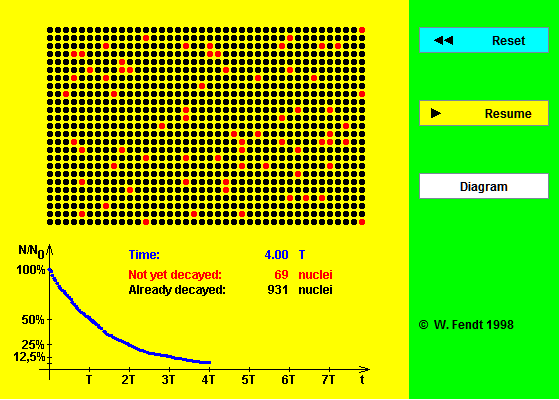 ◀◀ Reset
▶ Resume
Diagram
N/N0
Time: 4.00 T
100%
Not yet decayed: 69 nuclei
Already decayed: 931 nuclei
50%
25%
12,5%
T 2T 3T 4T 5T 6T 7T t
© W. Fendt 1998